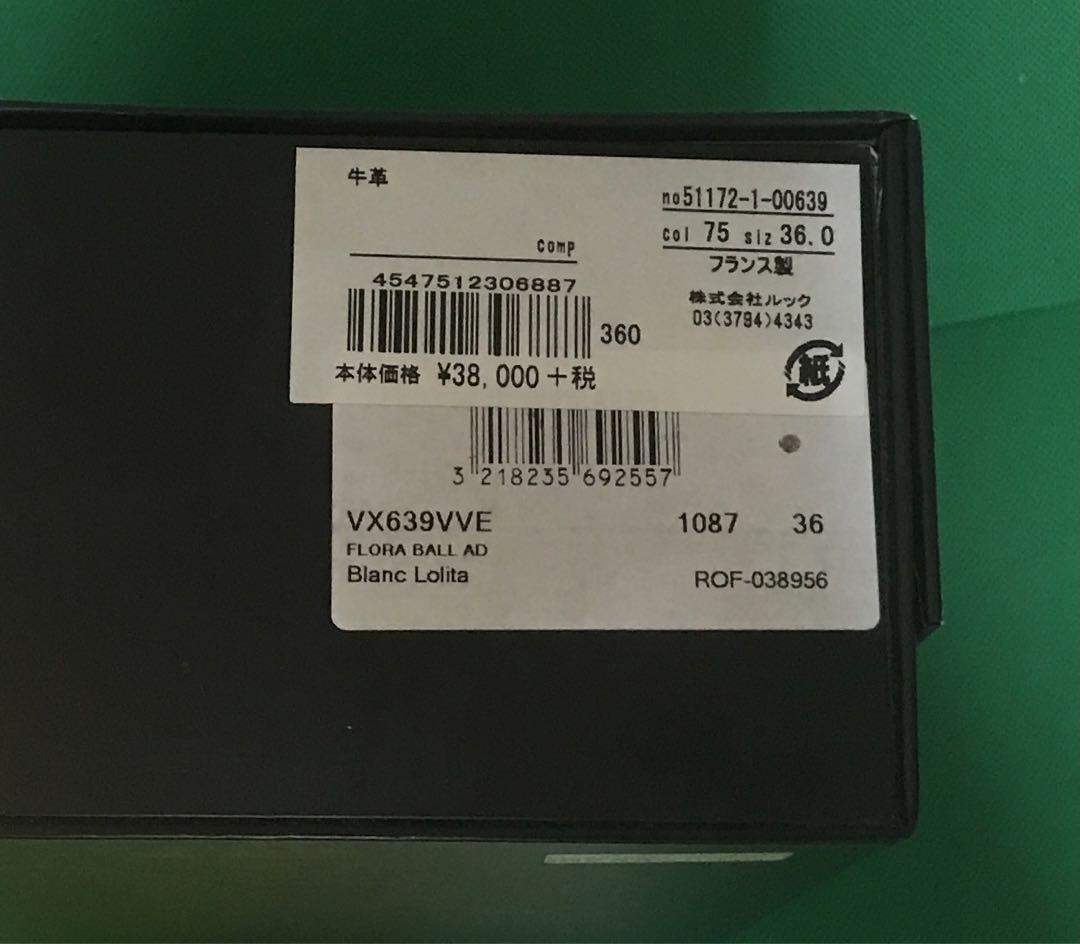 牛革
no51172-1-00639
col 75 siz 36.0
comp
フランス製
4547512306887
株式会社ルック
03(3794)4343
360
本体価格 ¥38,000+税
紙
3 218235 692557
VX639VVE 1087 36
FLORA BALL AD
Blanc Lolita ROF-038956